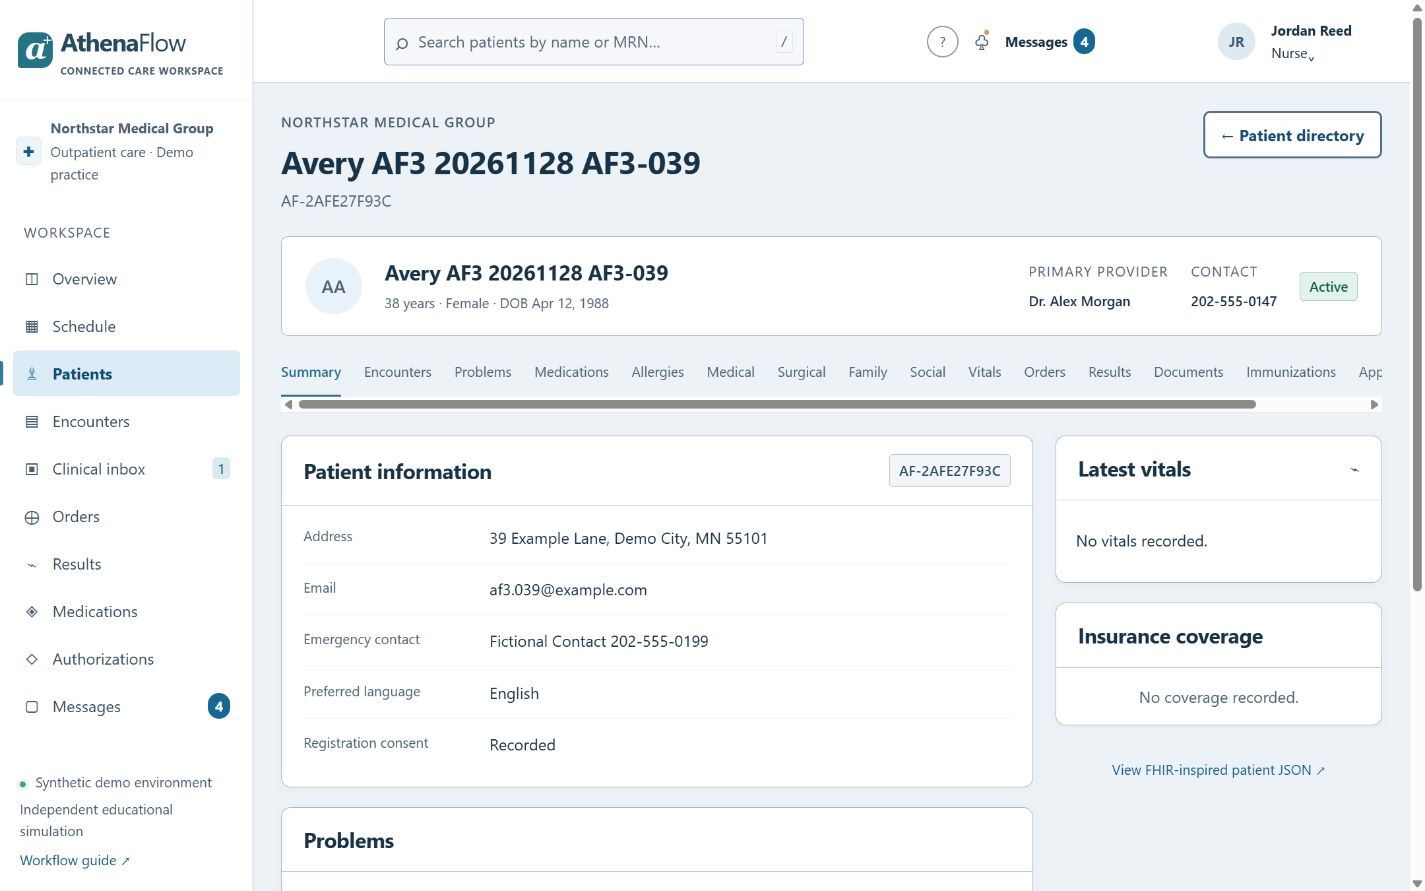 a+ AthenaFlow
CONNECTED CARE WORKSPACE
Search patients by name or MRN...
/
?
Messages 4
JR
Jordan Reed
Nurse
Northstar Medical Group
Outpatient care · Demo
practice
WORKSPACE
Overview
Schedule
Patients
Encounters
Clinical inbox 1
Orders
Results
Medications
Authorizations
Messages 4
Synthetic demo environment
Independent educational
simulation
Workflow guide ↗
NORTHSTAR MEDICAL GROUP
← Patient directory
Avery AF3 20261128 AF3-039
AF-2AFE27F93C
AA
Avery AF3 20261128 AF3-039
38 years · Female · DOB Apr 12, 1988
PRIMARY PROVIDER
Dr. Alex Morgan
CONTACT
202-555-0147
Active
Summary Encounters Problems Medications Allergies Medical Surgical Family Social Vitals Orders Results Documents Immunizations App
Patient information AF-2AFE27F93C
Address 39 Example Lane, Demo City, MN 55101
Email af3.039@example.com
Emergency contact Fictional Contact 202-555-0199
Preferred language English
Registration consent Recorded
Problems
Latest vitals
No vitals recorded.
Insurance coverage
No coverage recorded.
View FHIR-inspired patient JSON ↗